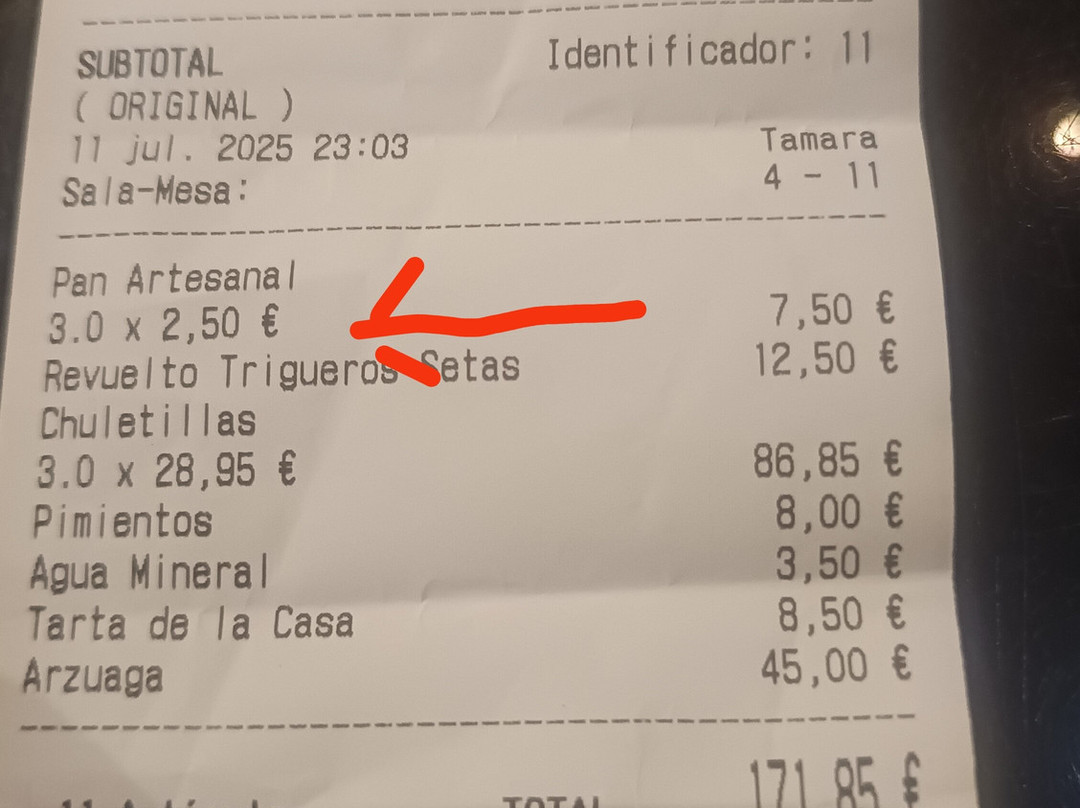 SUBTOTAL Identificador: 11
( ORIGINAL )
11 jul. 2025 23:03 Tamara
Sala-Mesa: 4 - 11
Pan Artesanal
3.0 x 2,50 € 7,50 €
Revuelto Trigueros Setas 12,50 €
Chuletillas
3.0 x 28,95 € 86,85 €
Pimientos 8,00 €
Agua Mineral 3,50 €
Tarta de la Casa 8,50 €
Arzuaga 45,00 €
171,85 €
TOTAL